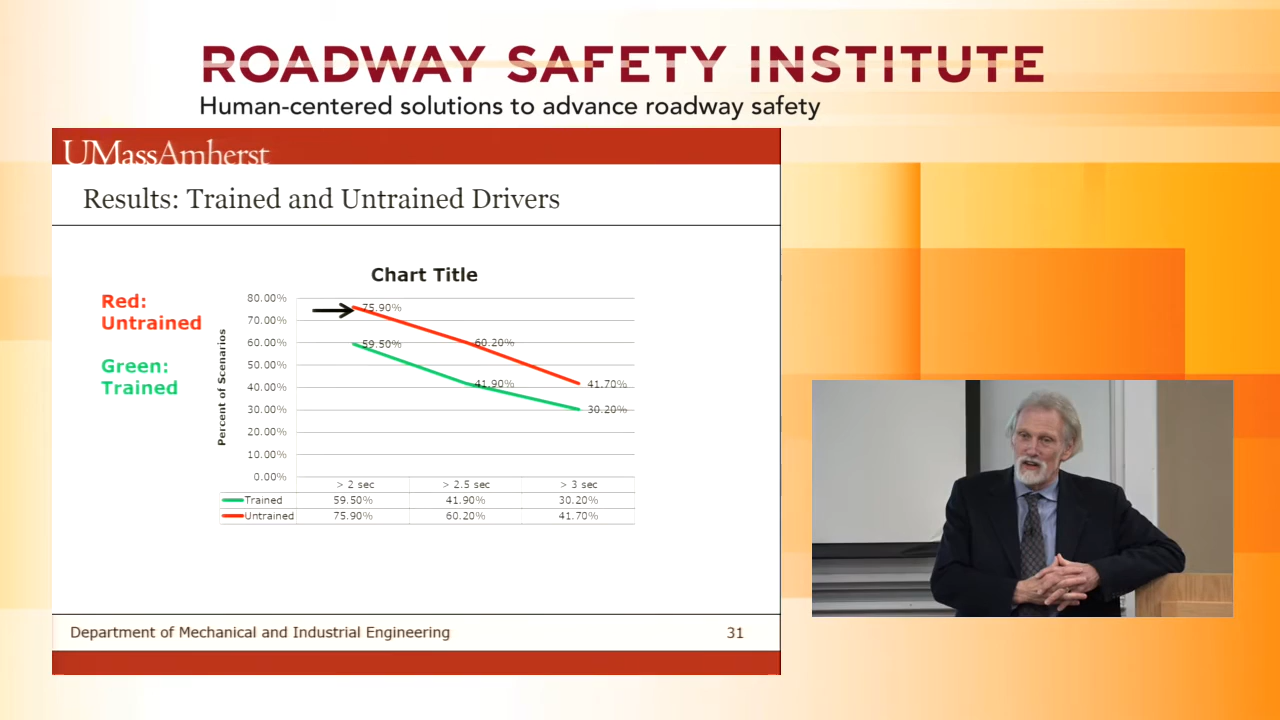 ROADWAY SAFETY INSTITUTE
Human-centered solutions to advance roadway safety
UMassAmherst
Results: Trained and Untrained Drivers
Chart Title
Red:
Untrained
Green:
Trained
Percent of Scenarios
80.00%
70.00%
60.00%
50.00%
40.00%
30.00%
20.00%
10.00%
0.00%
75.90%
60.20%
41.70%
59.50%
41.90%
30.20%
> 2 sec > 2.5 sec > 3 sec
Trained 59.50% 41.90% 30.20%
Untrained 75.90% 60.20% 41.70%
Department of Mechanical and Industrial Engineering 31